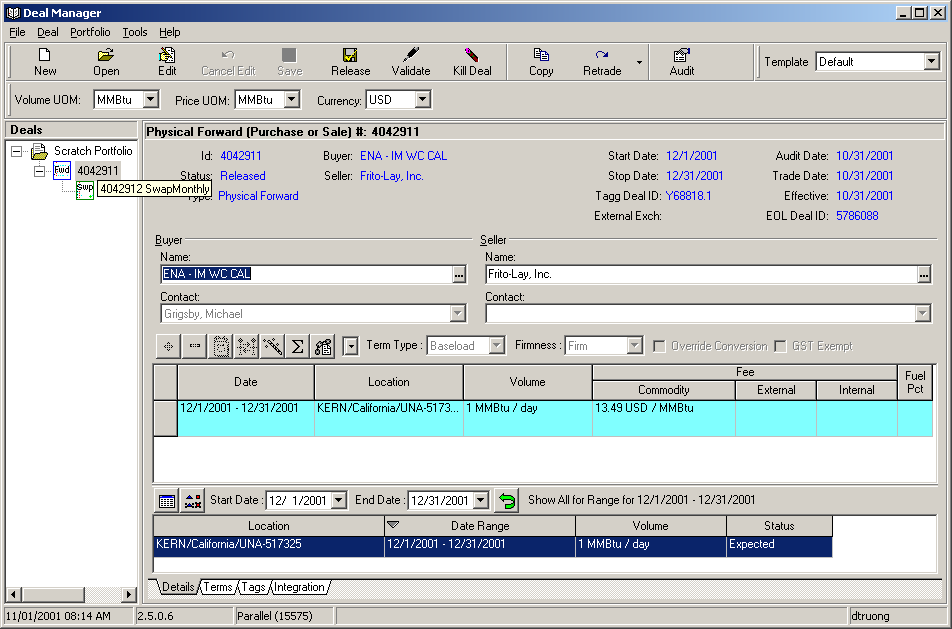 Deal Manager
File Deal Portfolio Tools Help
New Open Edit Cancel Edit Save Release Validate Kill Deal Copy Retrade Audit Template Default
Volume UOM: MMBtu Price UOM: MMBtu Currency: USD
Deals
Scratch Portfolio
Fwd 4042911
Swp 4042912 SwapMonthly
Physical Forward (Purchase or Sale) #: 4042911
Id: 4042911 Buyer: ENA - IM WC CAL Start Date: 12/1/2001 Audit Date: 10/31/2001
Status: Released Seller: Frito-Lay, Inc. Stop Date: 12/31/2001 Trade Date: 10/31/2001
Type: Physical Forward Tagg Deal ID: Y68818.1 Effective: 10/31/2001
External Exch: EOL Deal ID: 5786088
Buyer Seller
Name: Name:
ENA - IM WC CAL ... Frito-Lay, Inc. ...
Contact: Contact:
Grigsby, Michael
Σ Term Type : Baseload Firmness: Firm Override Conversion GST Exempt
Date Location Volume Fee Fuel Pct
Commodity External Internal
12/1/2001 - 12/31/2001 KERN/California/UNA-5173... 1 MMBtu / day 13.49 USD / MMBtu
Start Date : 12/ 1/2001 End Date : 12/31/2001 Show All for Range for 12/1/2001 - 12/31/2001
Location Date Range Volume Status
KERN/California/UNA-517325 12/1/2001 - 12/31/2001 1 MMBtu / day Expected
Details Terms Tags Integration
11/01/2001 08:14 AM 2.5.0.6 Parallel (15575) dtruong